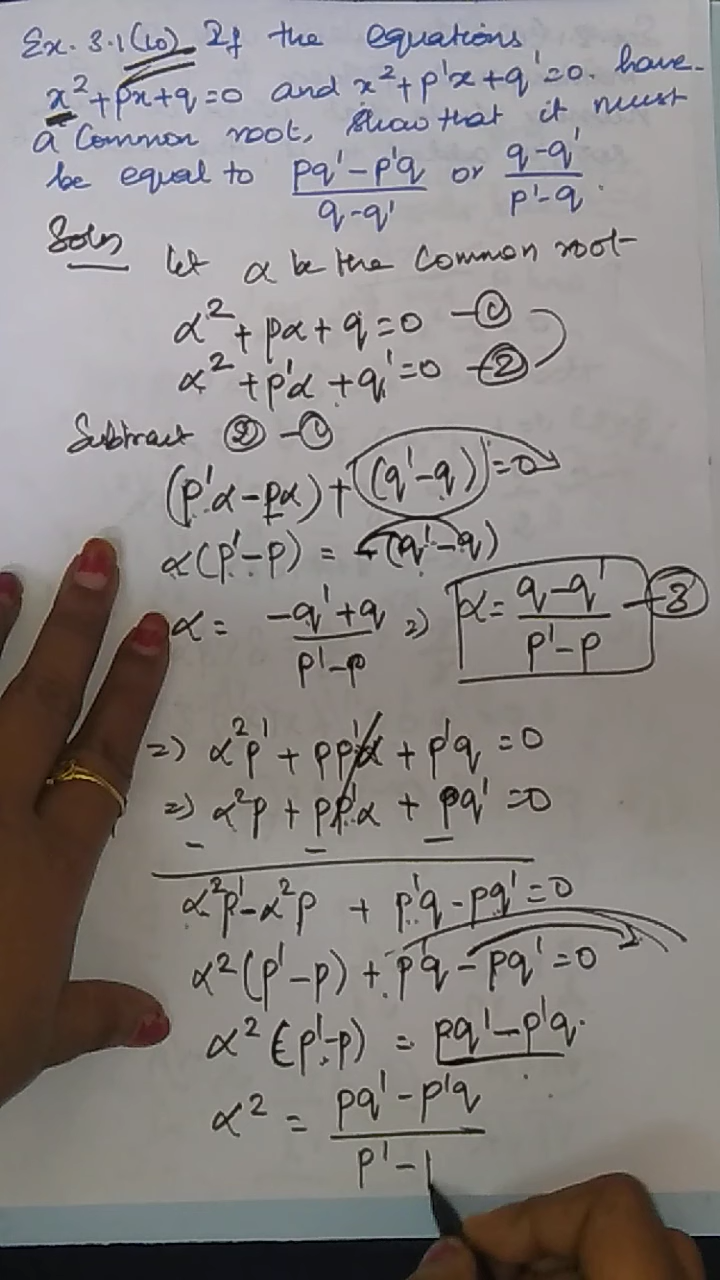 Ex. 3.1(10) If the equations
x²+px+q=0 and x²+p'x+q'=0. have
a Common root, show that it must
be equal to (pq'-p'q)/(q-q') or (q-q')/(p'-q).
Soln Let α be the Common root
α²+pα+q=0 -①
α²+p'α+q'=0 -②
Subtract ② -①
(p'α-pα)+(q'-q)=0
α(p'-p) = -(q'-q)
α = (-q'+q)/(p'-p) ⇒ α = (q-q')/(p'-p) -③
⇒ α²p' + pp'α + p'q = 0
⇒ α²p + pp'α + pq' = 0
- - -
α²p'-α²p + p'q-pq'=0
α²(p'-p) + p'q-pq'=0
α²(p'-p) = pq'-p'q.
α² = (pq'-p'q)/(p'-